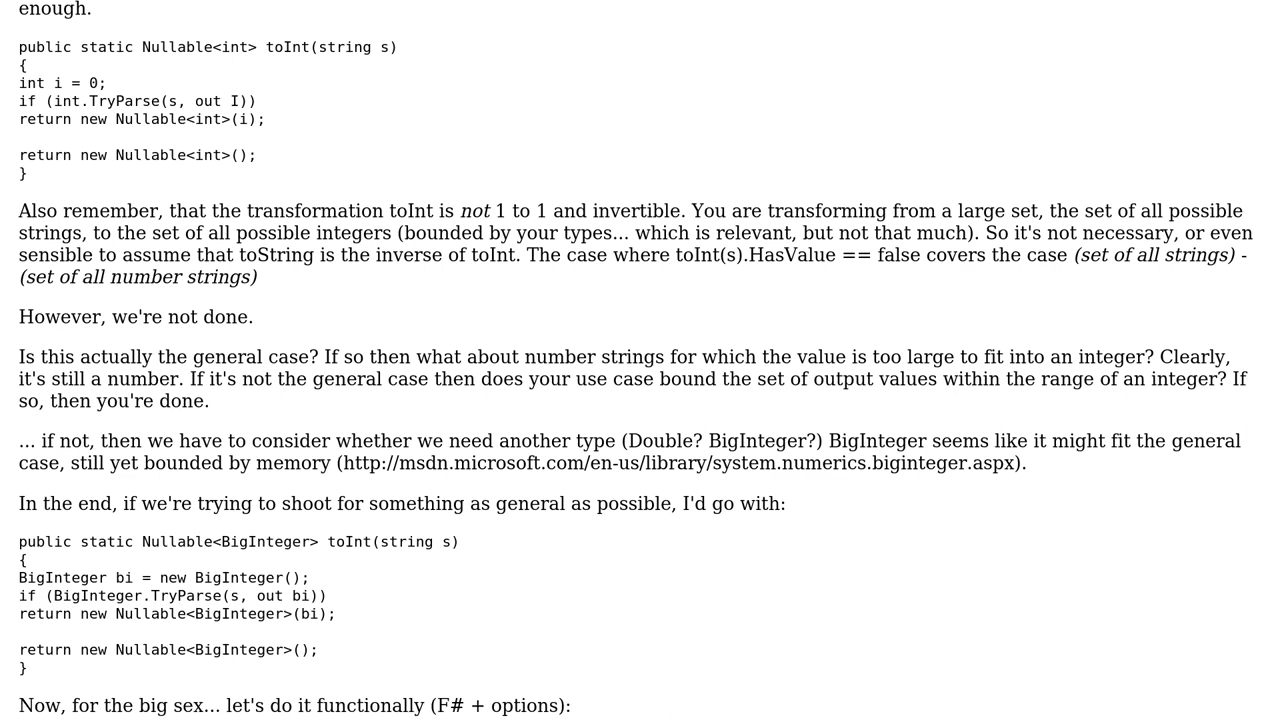 enough.
public static Nullable<int> toInt(string s)
{
int i = 0;
if (int.TryParse(s, out I))
return new Nullable<int>(i);
return new Nullable<int>();
}
Also remember, that the transformation toInt is not 1 to 1 and invertible. You are transforming from a large set, the set of all possible
strings, to the set of all possible integers (bounded by your types... which is relevant, but not that much). So it's not necessary, or even
sensible to assume that toString is the inverse of toInt. The case where toInt(s).HasValue == false covers the case (set of all strings) -
(set of all number strings)
However, we're not done.
Is this actually the general case? If so then what about number strings for which the value is too large to fit into an integer? Clearly,
it's still a number. If it's not the general case then does your use case bound the set of output values within the range of an integer? If
so, then you're done.
... if not, then we have to consider whether we need another type (Double? BigInteger?) BigInteger seems like it might fit the general
case, still yet bounded by memory (http://msdn.microsoft.com/en-us/library/system.numerics.biginteger.aspx).
In the end, if we're trying to shoot for something as general as possible, I'd go with:
public static Nullable<BigInteger> toInt(string s)
{
BigInteger bi = new BigInteger();
if (BigInteger.TryParse(s, out bi))
return new Nullable<BigInteger>(bi);
return new Nullable<BigInteger>();
}
Now, for the big sex... let's do it functionally (F# + options):